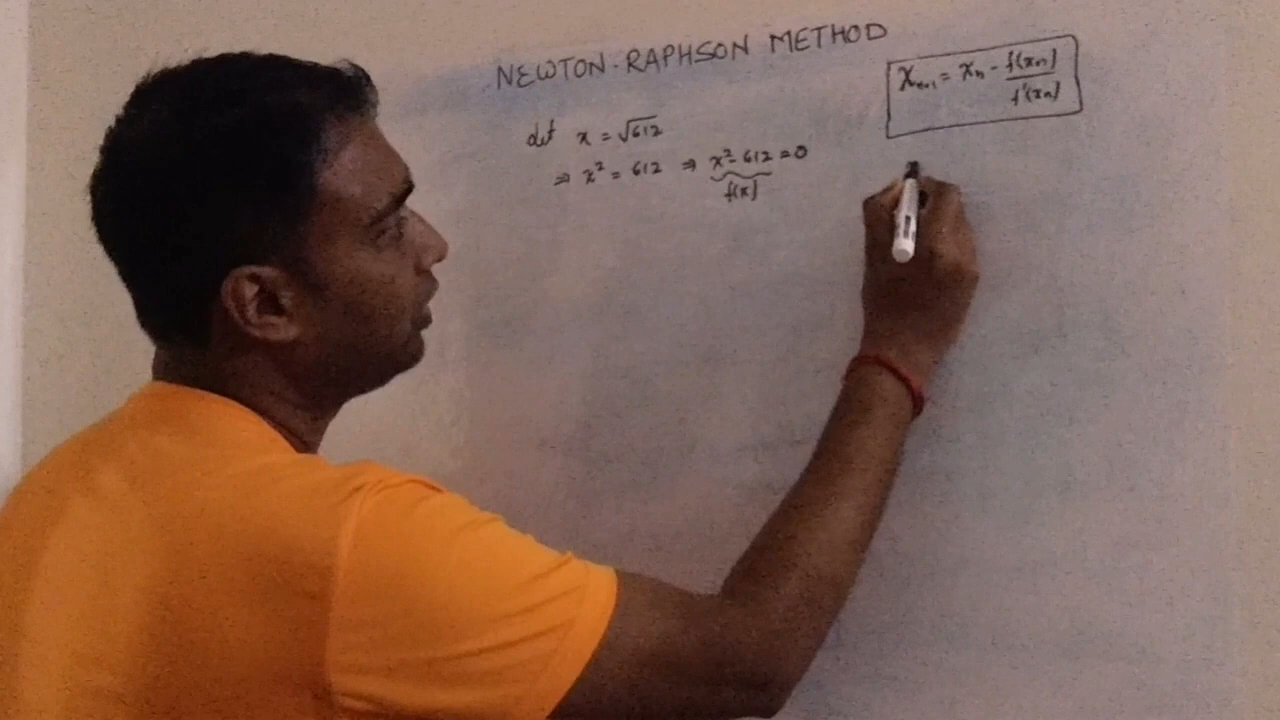 NEWTON-RAPHSON METHOD
xₙ₊₁ = xₙ - f(xₙ)/f'(xₙ)
Let x = √612
⇒ x² = 612 ⇒ x² - 612 = 0
f(x)